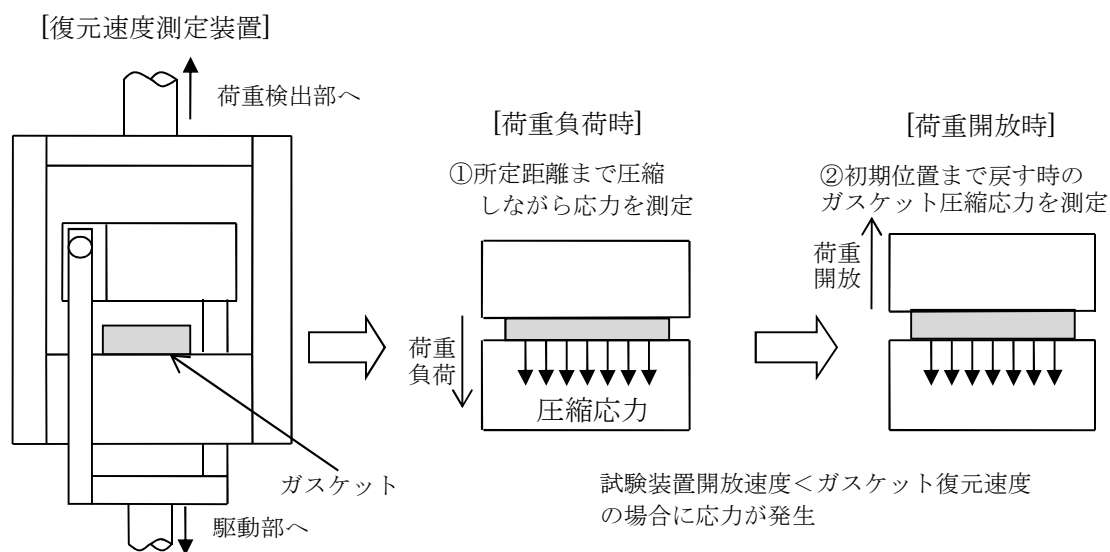 [復元速度測定装置]
荷重検出部へ
ガスケット
駆動部へ
[荷重負荷時]
①所定距離まで圧縮
しながら応力を測定
荷重
負荷
圧縮応力
[荷重開放時]
②初期位置まで戻す時の
ガスケット圧縮応力を測定
荷重
開放
試験装置開放速度<ガスケット復元速度
の場合に応力が発生